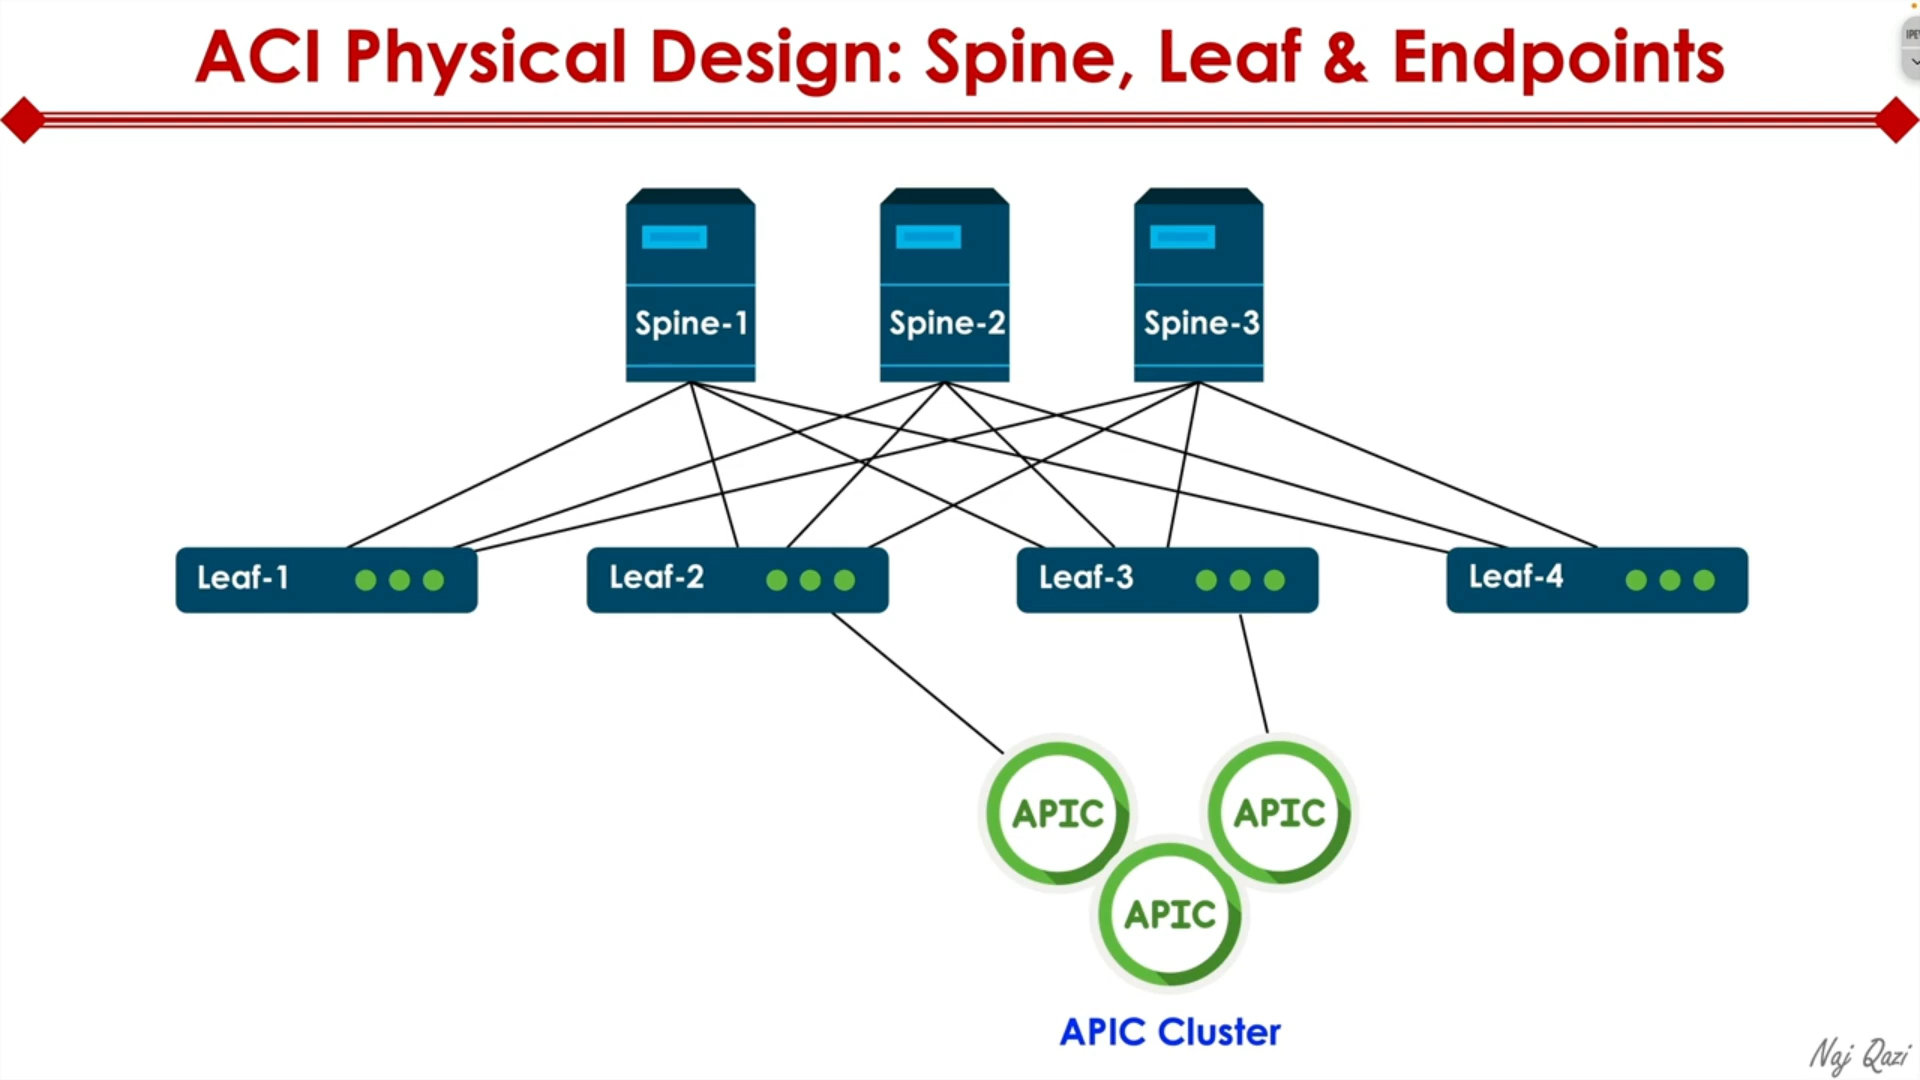 ACI Physical Design: Spine, Leaf & Endpoints
Spine-1
Spine-2
Spine-3
Leaf-1
Leaf-2
Leaf-3
Leaf-4
APIC
APIC
APIC
APIC Cluster
Naj Qazi